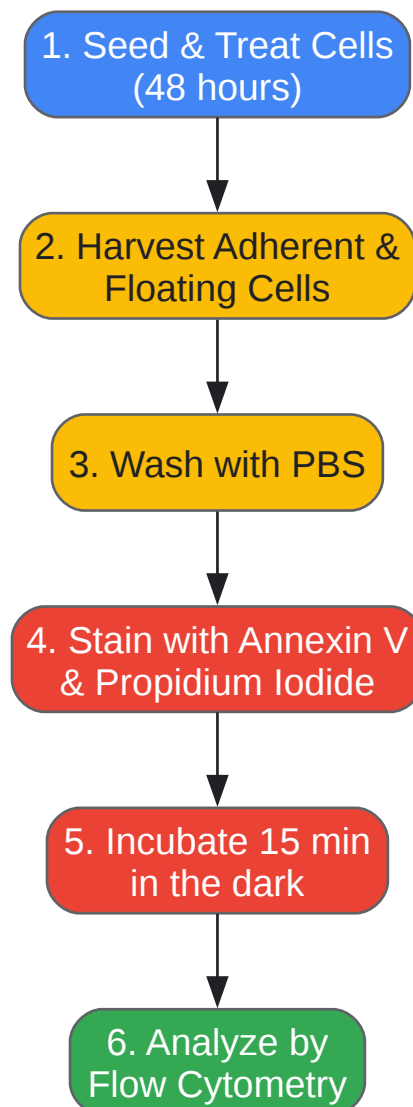 1. Seed & Treat Cells
(48 hours)
2. Harvest Adherent &
Floating Cells
3. Wash with PBS
4. Stain with Annexin V
& Propidium Iodide
5. Incubate 15 min
in the dark
6. Analyze by
Flow Cytometry